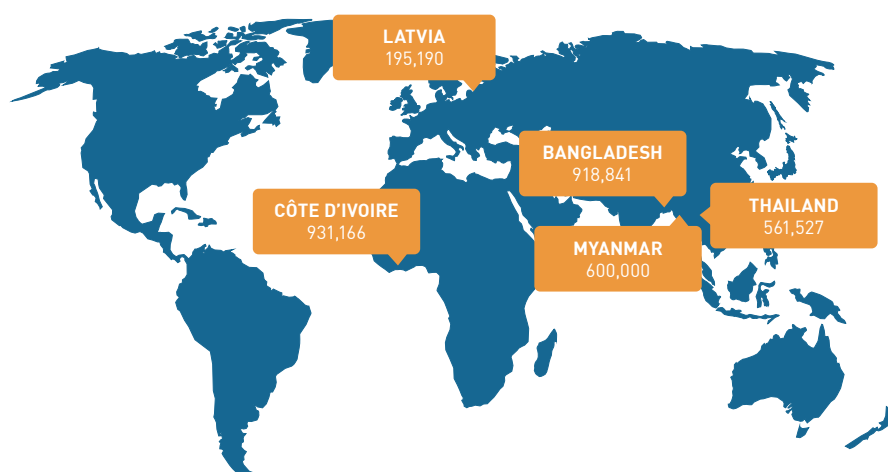 LATVIA
195,190
BANGLADESH
918,841
CÔTE D'IVOIRE
931,166
THAILAND
561,527
MYANMAR
600,000